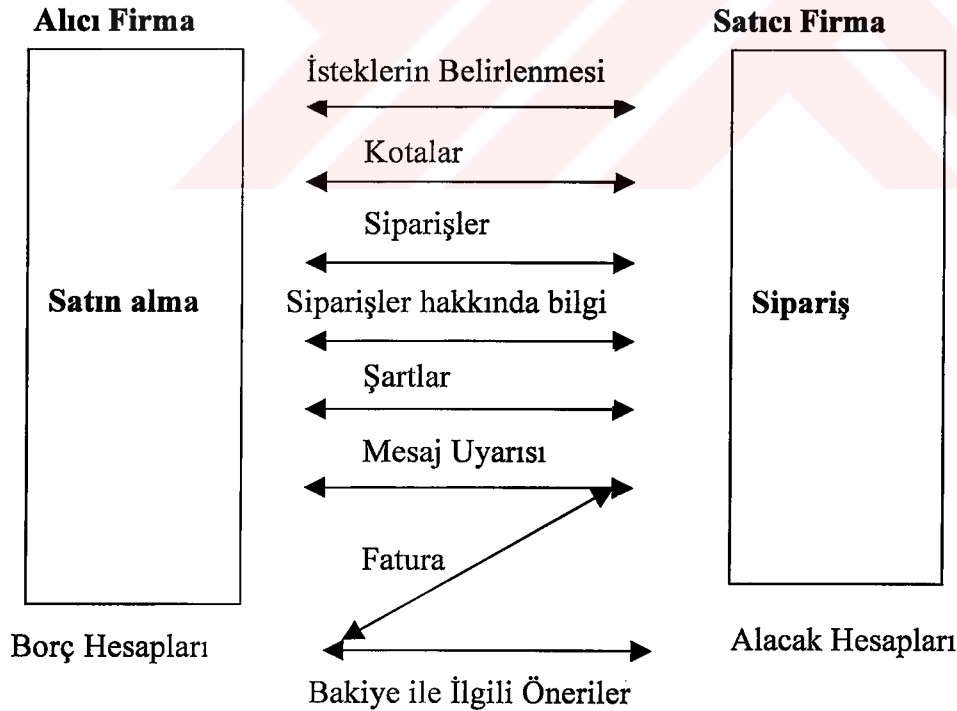 Alıcı Firma
Satıcı Firma
İsteklerin Belirlenmesi
Kotalar
Siparişler
Satın alma
Siparişler hakkında bilgi
Sipariş
Şartlar
Mesaj Uyarısı
Fatura
Borç Hesapları
Alacak Hesapları
Bakiye ile İlgili Öneriler